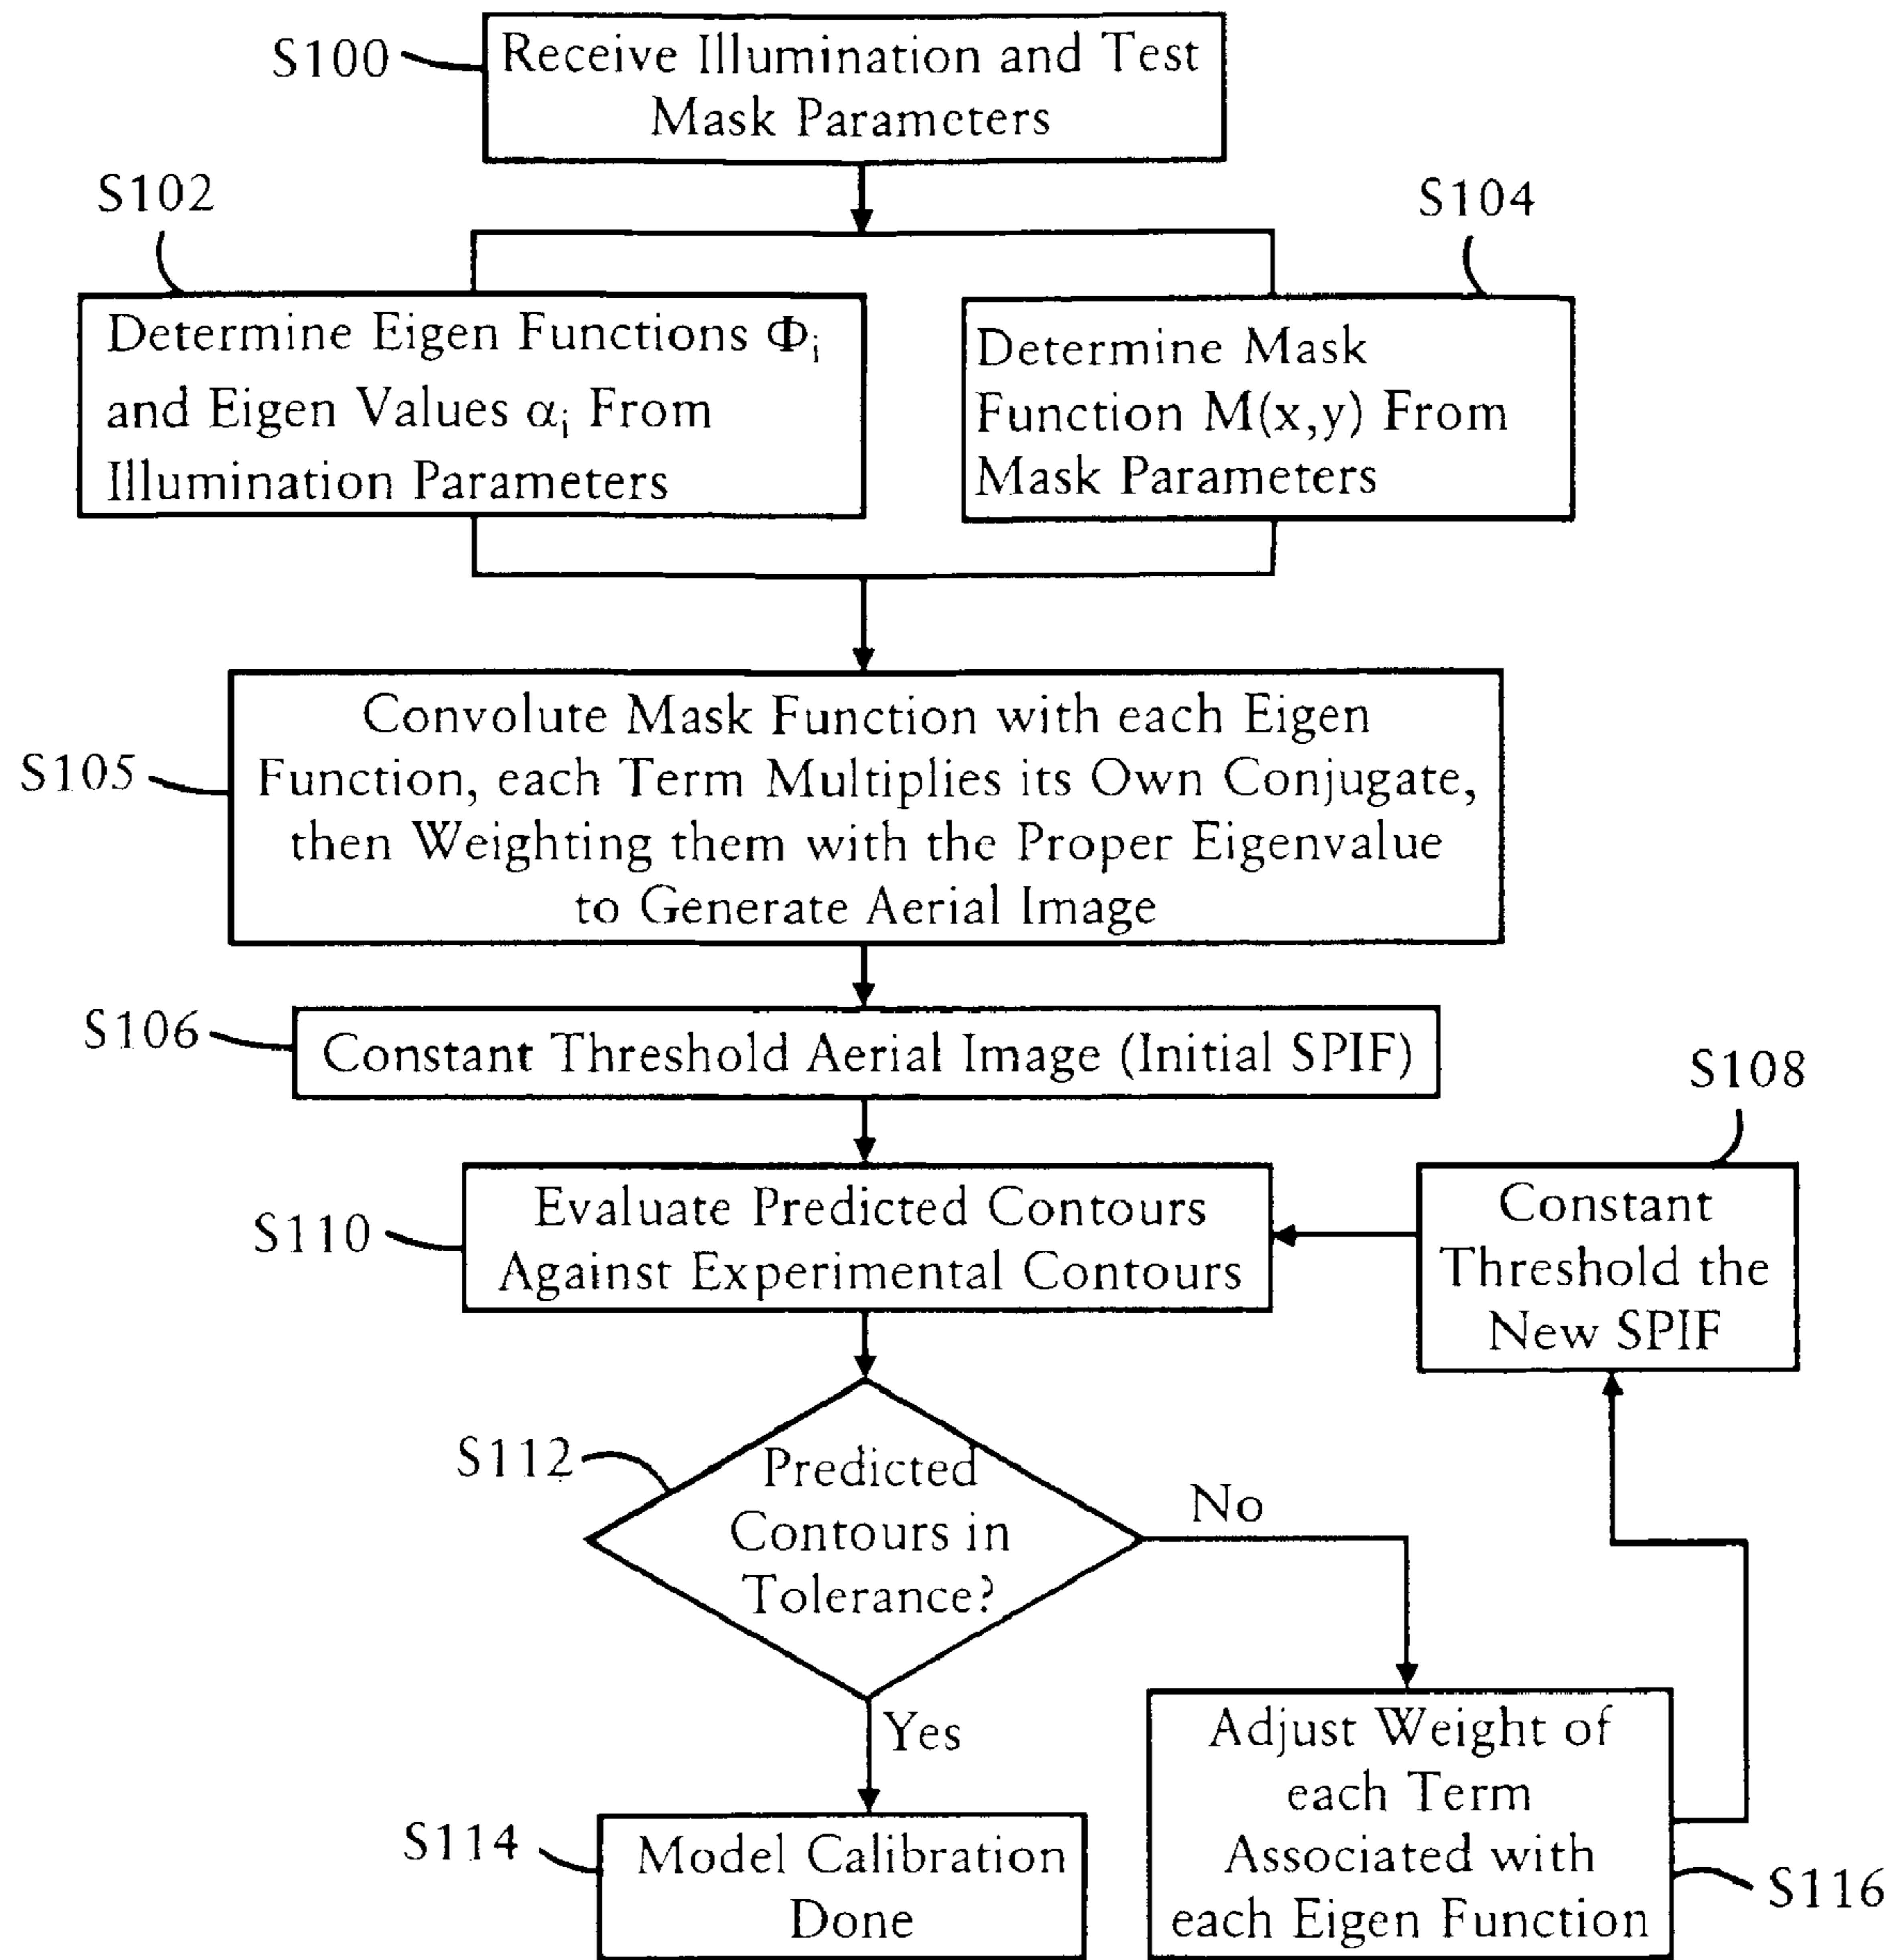 S100
Receive Illumination and Test
Mask Parameters
S102
S104
Determine Eigen Functions Φi
and Eigen Values αi From
Illumination Parameters
Determine Mask
Function M(x,y) From
Mask Parameters
S105
Convolute Mask Function with each Eigen
Function, each Term Multiplies its Own Conjugate,
then Weighting them with the Proper Eigenvalue
to Generate Aerial Image
S106
Constant Threshold Aerial Image (Initial SPIF)
S108
S110
Evaluate Predicted Contours
Against Experimental Contours
Constant
Threshold the
New SPIF
S112
Predicted
Contours in
Tolerance?
No
Yes
Adjust Weight of
each Term
Associated with
each Eigen Function
S114
Model Calibration
Done
S116